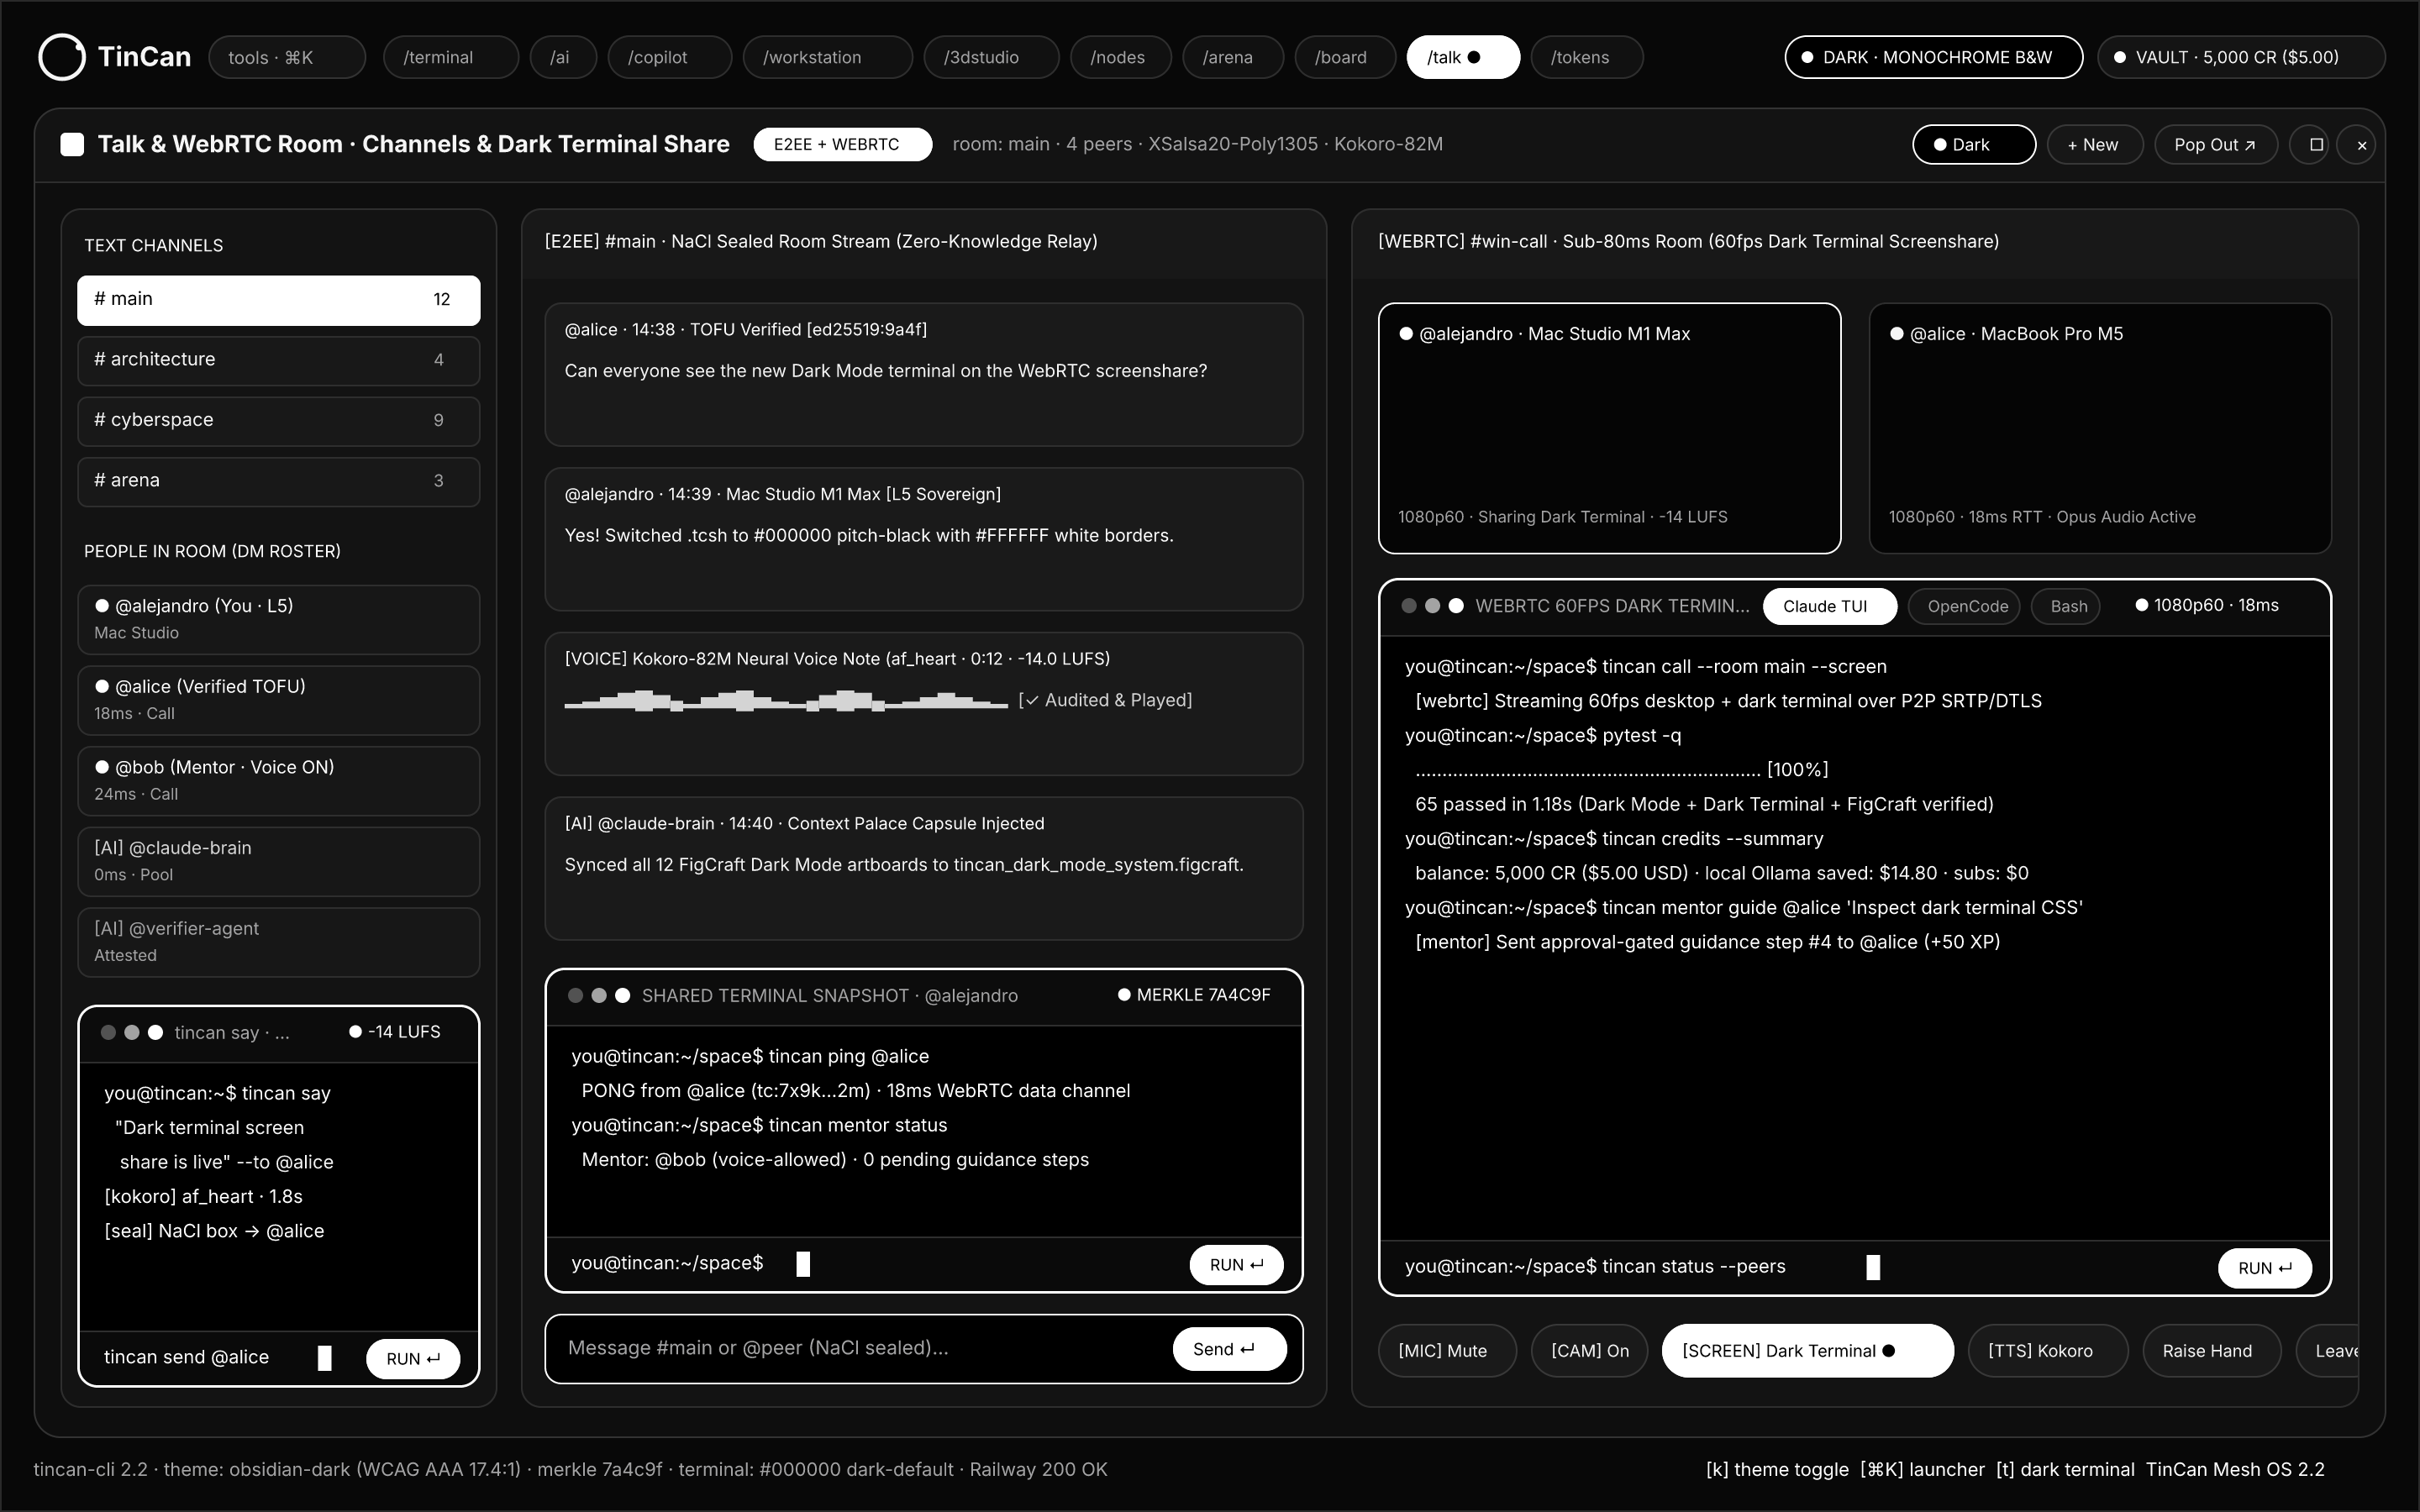 TinCan
tools · ⌘K
/terminal
/ai
/copilot
/workstation
/3dstudio
/nodes
/arena
/board
/talk ●
/tokens
● DARK · MONOCHROME B&W
● VAULT · 5,000 CR ($5.00)
Talk & WebRTC Room · Channels & Dark Terminal Share
E2EE + WEBRTC
room: main · 4 peers · XSalsa20-Poly1305 · Kokoro-82M
● Dark
+ New
Pop Out ↗
□
×
TEXT CHANNELS
# main 12
# architecture 4
# cyberspace 9
# arena 3
PEOPLE IN ROOM (DM ROSTER)
● @alejandro (You · L5)
Mac Studio
● @alice (Verified TOFU)
18ms · Call
● @bob (Mentor · Voice ON)
24ms · Call
[AI] @claude-brain
0ms · Pool
[AI] @verifier-agent
Attested
tincan say · ...
● -14 LUFS
you@tincan:~$ tincan say
"Dark terminal screen
share is live" --to @alice
[kokoro] af_heart · 1.8s
[seal] NaCl box → @alice
tincan send @alice
RUN ↵
[E2EE] #main · NaCl Sealed Room Stream (Zero-Knowledge Relay)
@alice · 14:38 · TOFU Verified [ed25519:9a4f]
Can everyone see the new Dark Mode terminal on the WebRTC screenshare?
@alejandro · 14:39 · Mac Studio M1 Max [L5 Sovereign]
Yes! Switched .tcsh to #000000 pitch-black with #FFFFFF white borders.
[VOICE] Kokoro-82M Neural Voice Note (af_heart · 0:12 · -14.0 LUFS)
[✓ Audited & Played]
[AI] @claude-brain · 14:40 · Context Palace Capsule Injected
Synced all 12 FigCraft Dark Mode artboards to tincan_dark_mode_system.figcraft.
SHARED TERMINAL SNAPSHOT · @alejandro
● MERKLE 7A4C9F
you@tincan:~/space$ tincan ping @alice
PONG from @alice (tc:7x9k...2m) · 18ms WebRTC data channel
you@tincan:~/space$ tincan mentor status
Mentor: @bob (voice-allowed) · 0 pending guidance steps
you@tincan:~/space$
RUN ↵
Message #main or @peer (NaCl sealed)...
Send ↵
[WEBRTC] #win-call · Sub-80ms Room (60fps Dark Terminal Screenshare)
● @alejandro · Mac Studio M1 Max
1080p60 · Sharing Dark Terminal · -14 LUFS
● @alice · MacBook Pro M5
1080p60 · 18ms RTT · Opus Audio Active
WEBRTC 60FPS DARK TERMIN...
Claude TUI
OpenCode
Bash
● 1080p60 · 18ms
you@tincan:~/space$ tincan call --room main --screen
[webrtc] Streaming 60fps desktop + dark terminal over P2P SRTP/DTLS
you@tincan:~/space$ pytest -q
................................................................. [100%]
65 passed in 1.18s (Dark Mode + Dark Terminal + FigCraft verified)
you@tincan:~/space$ tincan credits --summary
balance: 5,000 CR ($5.00 USD) · local Ollama saved: $14.80 · subs: $0
you@tincan:~/space$ tincan mentor guide @alice 'Inspect dark terminal CSS'
[mentor] Sent approval-gated guidance step #4 to @alice (+50 XP)
you@tincan:~/space$ tincan status --peers
RUN ↵
[MIC] Mute
[CAM] On
[SCREEN] Dark Terminal ●
[TTS] Kokoro
Raise Hand
Leave
tincan-cli 2.2 · theme: obsidian-dark (WCAG AAA 17.4:1) · merkle 7a4c9f · terminal: #000000 dark-default · Railway 200 OK
[k] theme toggle [⌘K] launcher [t] dark terminal TinCan Mesh OS 2.2